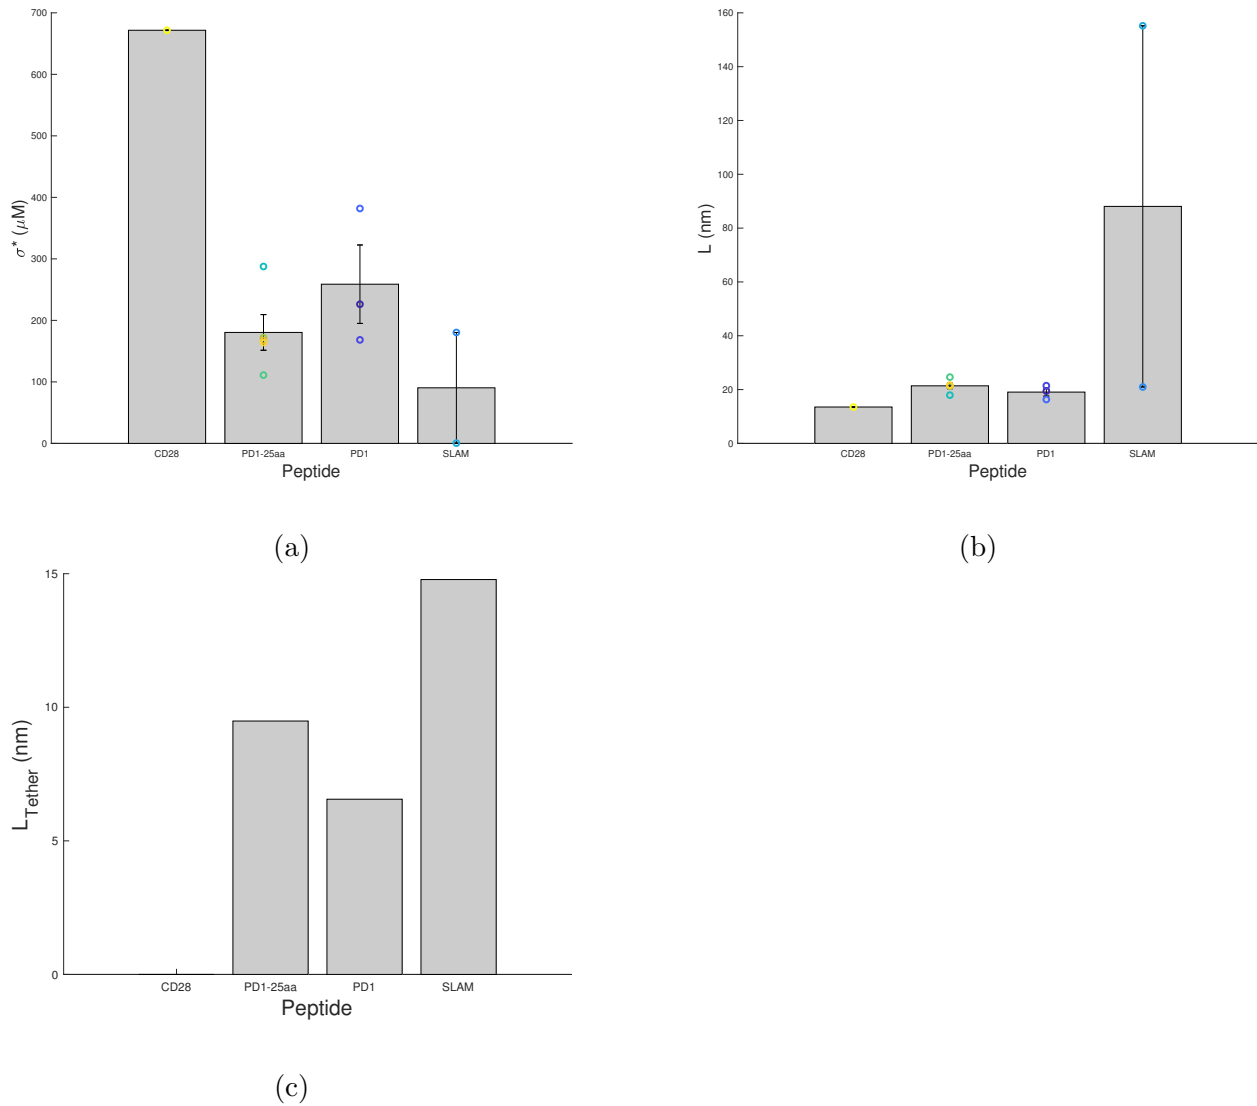 700
600
500
400
300
200
100
0
σ* (μM)
CD28 PD1-25aa PD1 SLAM
Peptide
(a)
160
140
120
100
80
60
40
20
0
L (nm)
CD28 PD1-25aa PD1 SLAM
Peptide
(b)
15
10
5
0
L_Tether (nm)
CD28 PD1-25aa PD1 SLAM
Peptide
(c)